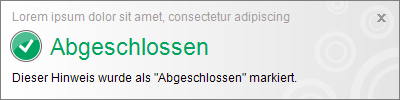 Lorem ipsum dolor sit amet, consectetur adipiscing
Abgeschlossen
Dieser Hinweis wurde als "Abgeschlossen" markiert.